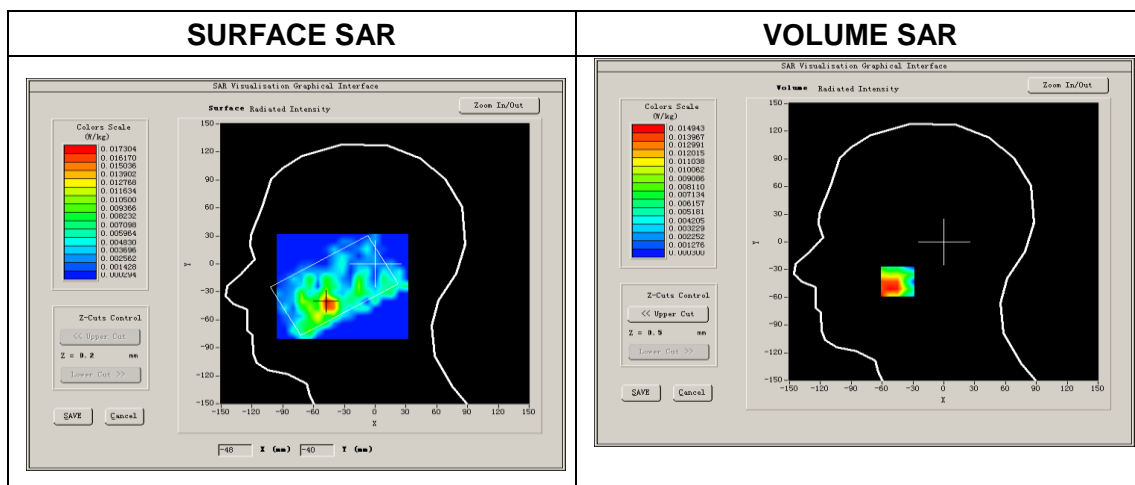 SURFACE SAR
SAR Visualisation Graphical Interface
Surface Radiated Intensity
Zoom In/Out
Colors Scale
(W/kg)
0.017304
0.016170
0.015036
0.013902
0.012768
0.011634
0.010500
0.009366
0.008232
0.007098
0.005964
0.004830
0.003696
0.002562
0.001428
0.000294
Z-Cuts Control
<< Upper Cut
Z = 0.2 mm
Lower Cut >>
SAVE
Cancel
150
120
90
60
30
0
-30
-60
-90
-120
-150
Y
-150 -120 -90 -60 -30 0 30 60 90 120 150
X
-48 X (mm) -40 Y (mm)
VOLUME SAR
SAR Visualisation Graphical Interface
Volume Radiated Intensity
Zoom In/Out
Colors Scale
(W/kg)
0.014943
0.013967
0.012991
0.012015
0.011038
0.010062
0.009086
0.008110
0.007134
0.006157
0.005181
0.004205
0.003229
0.002252
0.001276
0.000300
Z-Cuts Control
<< Upper Cut
Z = 0.5 mm
Lower Cut >>
SAVE
Cancel
150
120
90
60
30
0
-30
-60
-90
-120
-150
Y
-150 -120 -90 -60 -30 0 30 60 90 120 150
X